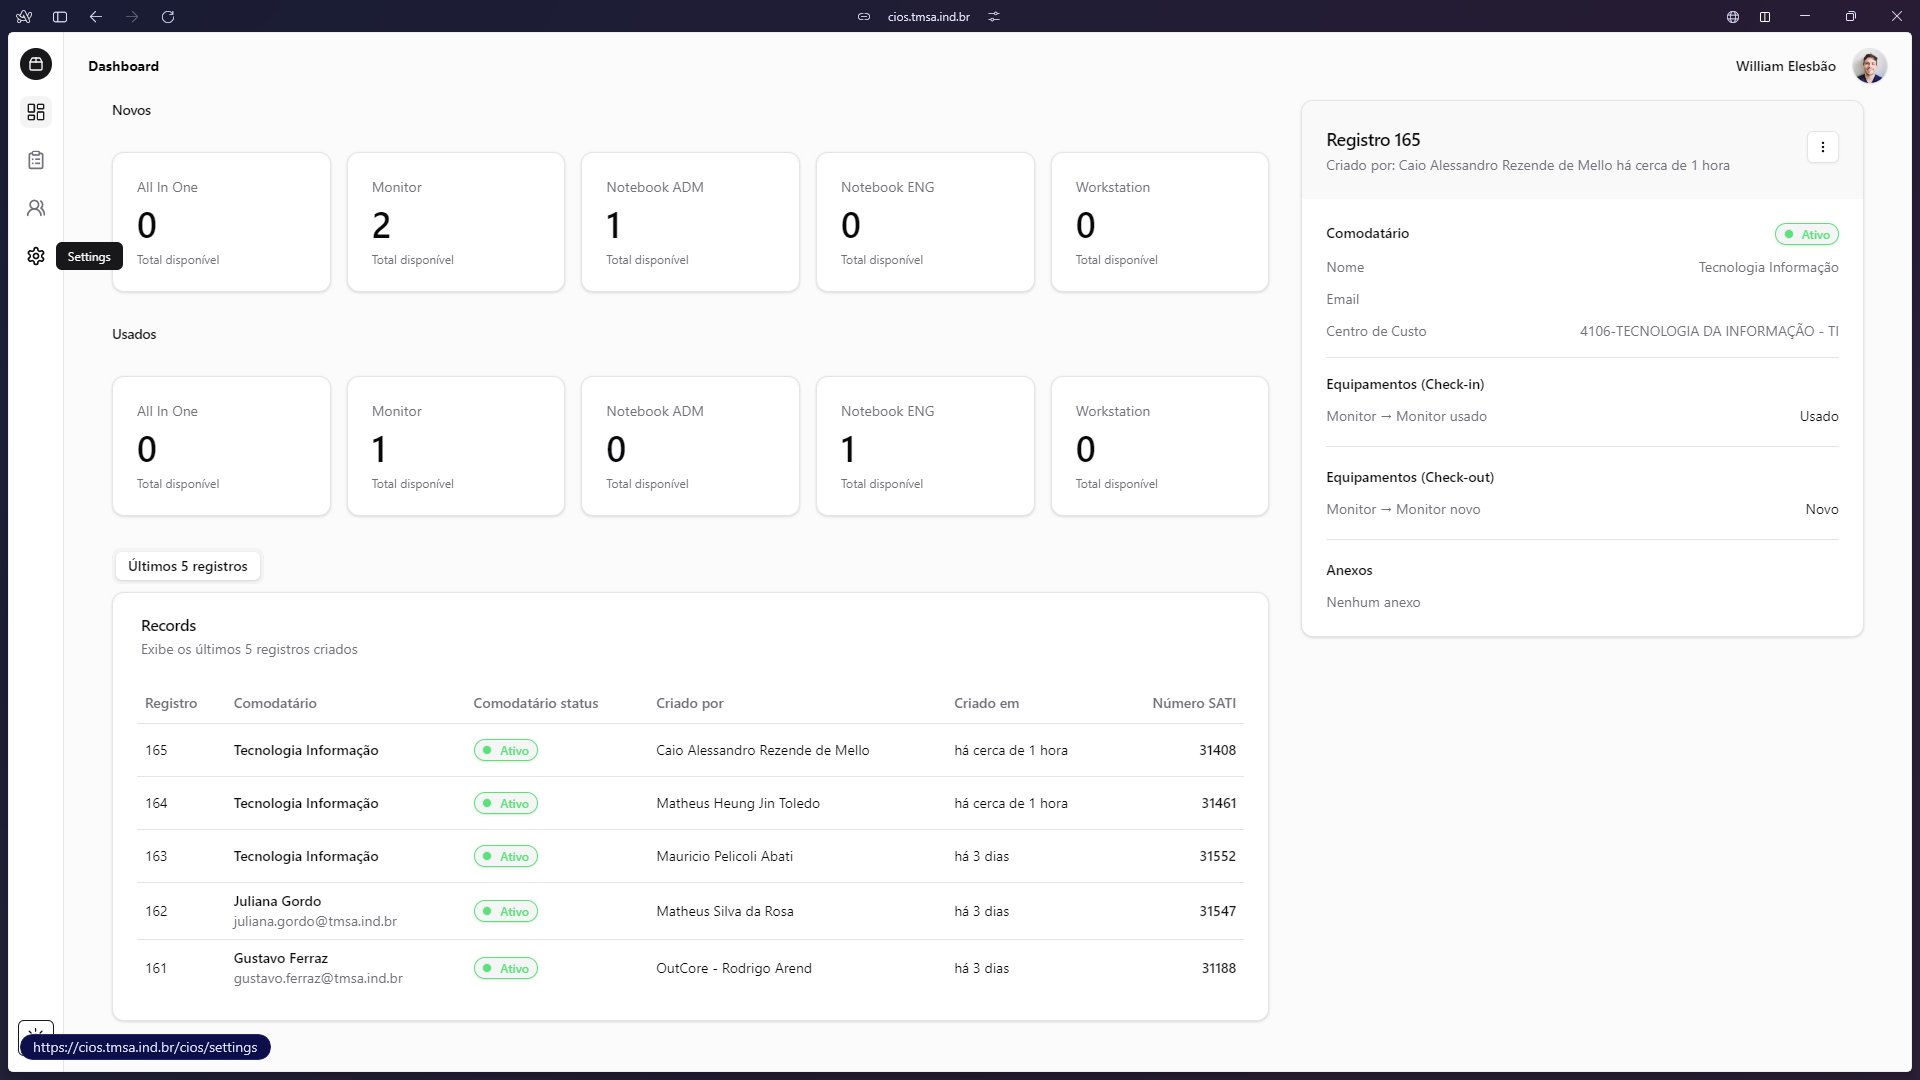 cios.tmsa.ind.br
Dashboard
William Elesbão
Settings
Novos
All In One
0
Total disponível
Monitor
2
Total disponível
Notebook ADM
1
Total disponível
Notebook ENG
0
Total disponível
Workstation
0
Total disponível
Usados
All In One
0
Total disponível
Monitor
1
Total disponível
Notebook ADM
0
Total disponível
Notebook ENG
1
Total disponível
Workstation
0
Total disponível
Últimos 5 registros
Records
Exibe os últimos 5 registros criados
Registro Comodatário Comodatário status Criado por Criado em Número SATI
165 Tecnologia Informação Ativo Caio Alessandro Rezende de Mello há cerca de 1 hora 31408
164 Tecnologia Informação Ativo Matheus Heung Jin Toledo há cerca de 1 hora 31461
163 Tecnologia Informação Ativo Mauricio Pelicoli Abati há 3 dias 31552
162 Juliana Gordo Ativo Matheus Silva da Rosa há 3 dias 31547
juliana.gordo@tmsa.ind.br
161 Gustavo Ferraz Ativo OutCore - Rodrigo Arend há 3 dias 31188
gustavo.ferraz@tmsa.ind.br
Registro 165
Criado por: Caio Alessandro Rezende de Mello há cerca de 1 hora
Comodatário Ativo
Nome Tecnologia Informação
Email
Centro de Custo 4106-TECNOLOGIA DA INFORMAÇÃO - TI
Equipamentos (Check-in)
Monitor → Monitor usado Usado
Equipamentos (Check-out)
Monitor → Monitor novo Novo
Anexos
Nenhum anexo
https://cios.tmsa.ind.br/cios/settings